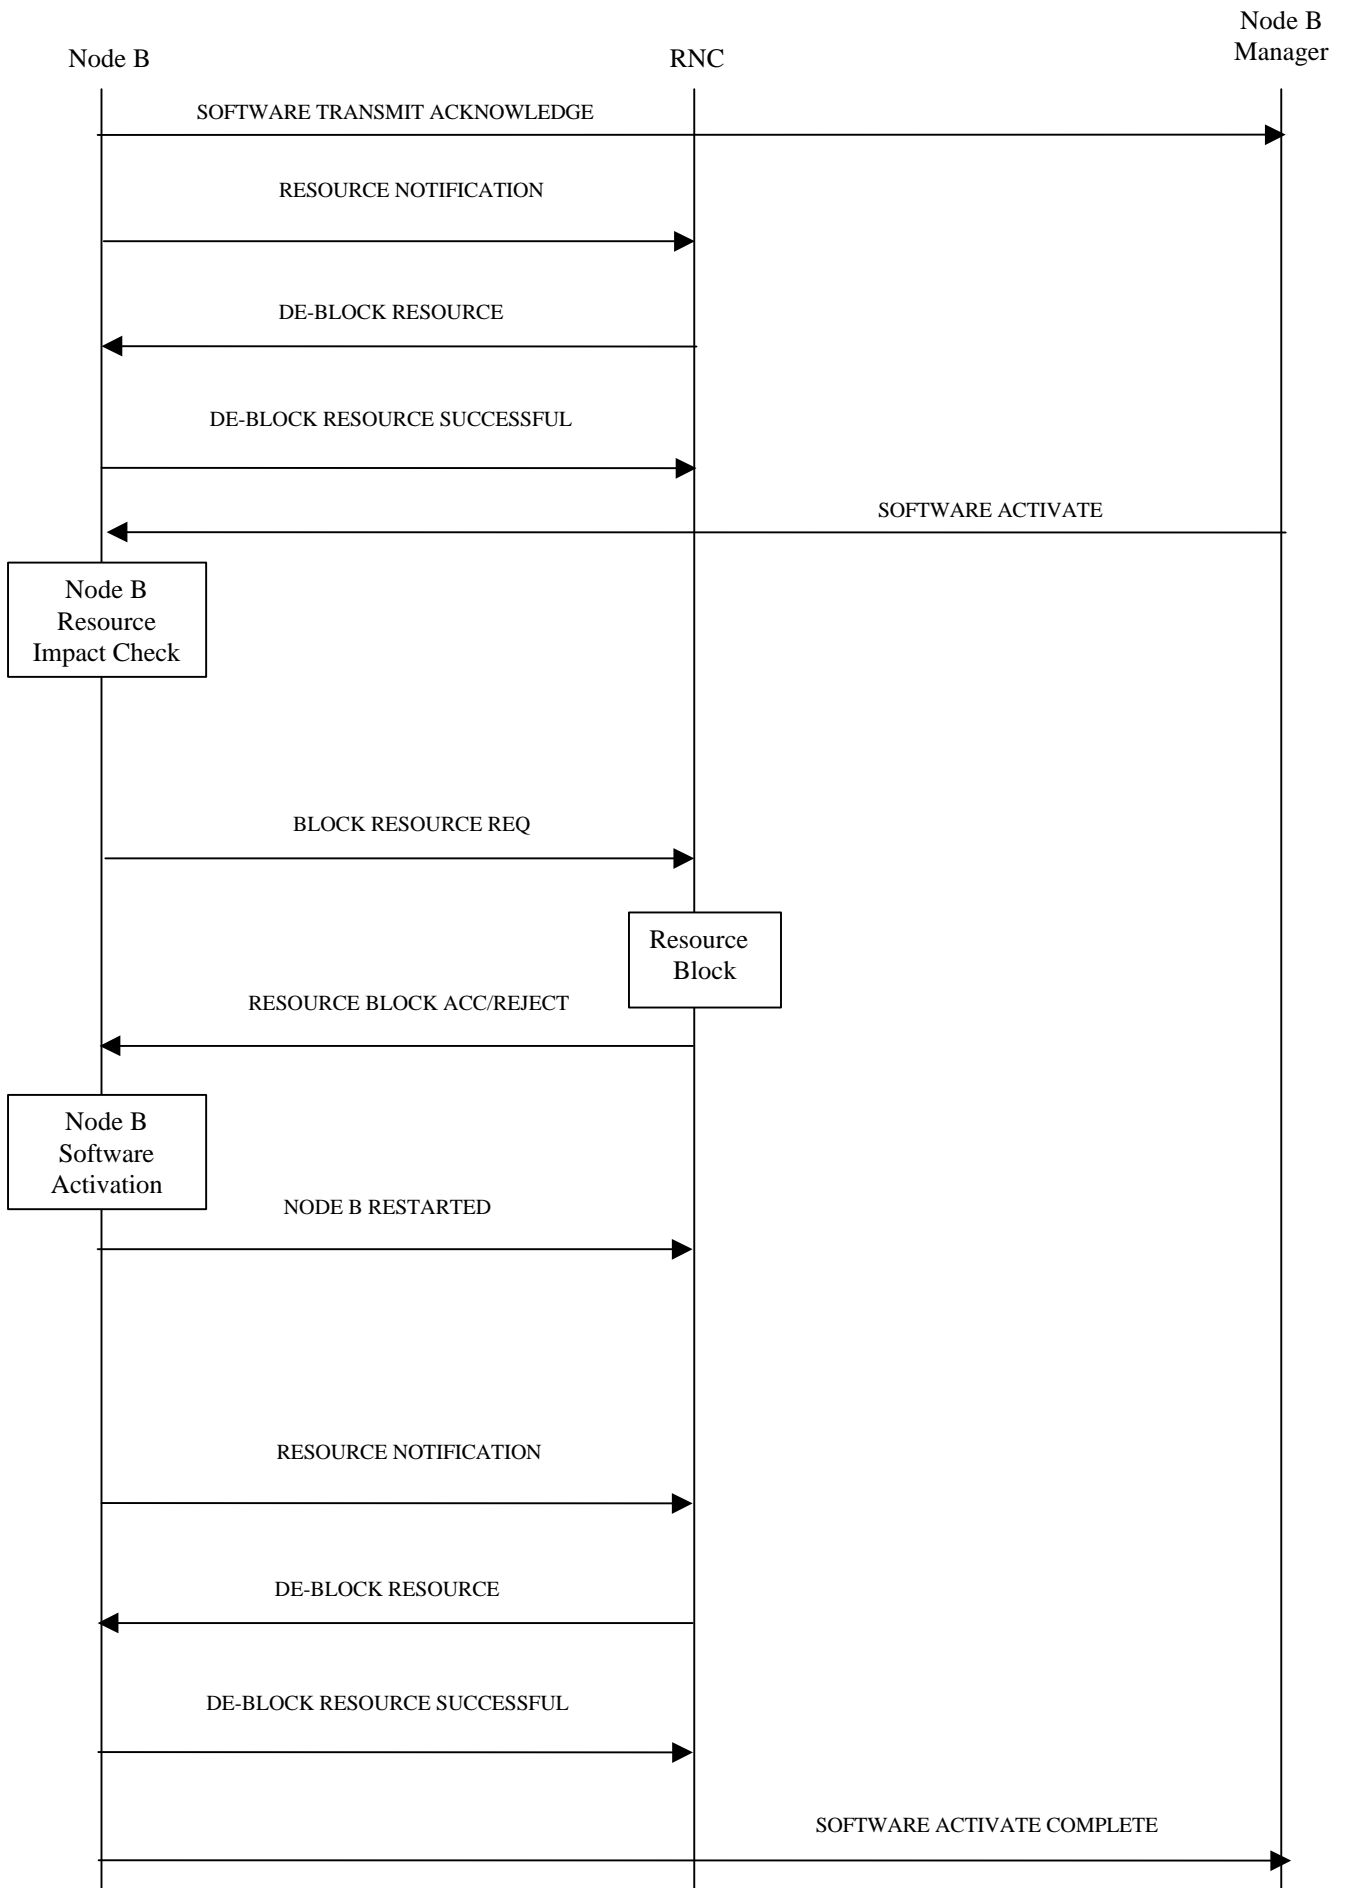 Node B
RNC
Node B
Manager
SOFTWARE TRANSMIT ACKNOWLEDGE
RESOURCE NOTIFICATION
DE-BLOCK RESOURCE
DE-BLOCK RESOURCE SUCCESSFUL
SOFTWARE ACTIVATE
Node B
Resource
Impact Check
BLOCK RESOURCE REQ
Resource
Block
RESOURCE BLOCK ACC/REJECT
Node B
Software
Activation
NODE B RESTARTED
RESOURCE NOTIFICATION
DE-BLOCK RESOURCE
DE-BLOCK RESOURCE SUCCESSFUL
SOFTWARE ACTIVATE COMPLETE